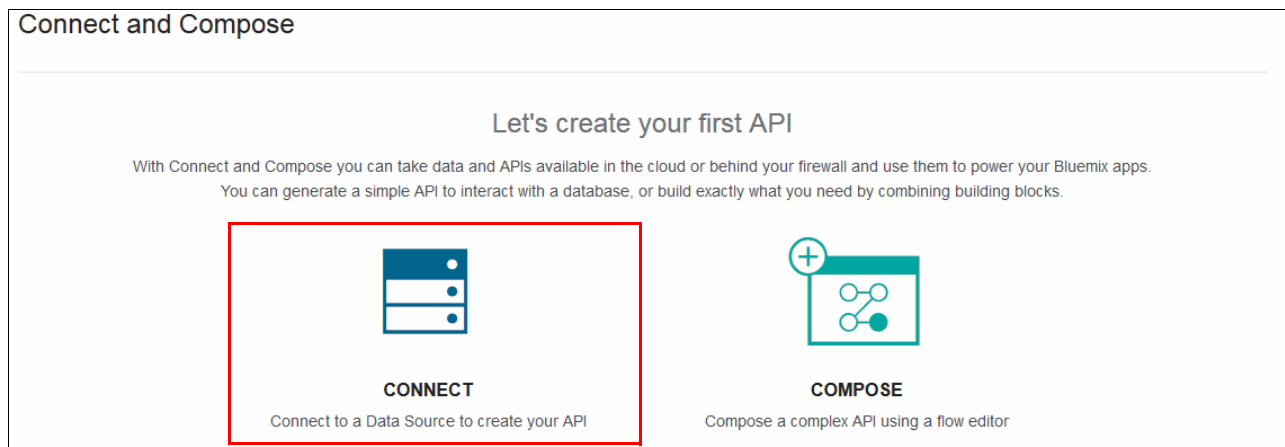 Connect and Compose
Let's create your first API
With Connect and Compose you can take data and APIs available in the cloud or behind your firewall and use them to power your Bluemix apps.
You can generate a simple API to interact with a database, or build exactly what you need by combining building blocks.
CONNECT
Connect to a Data Source to create your API
COMPOSE
Compose a complex API using a flow editor